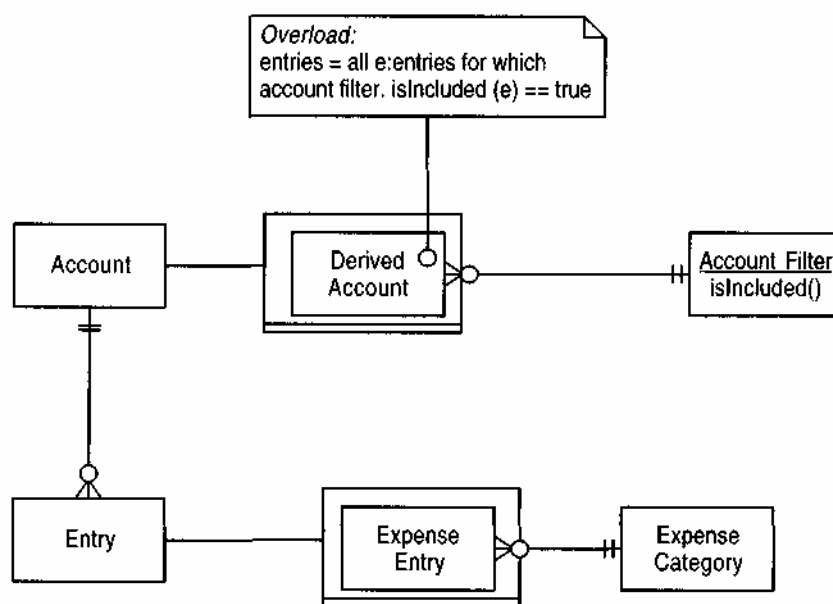 Overload:
entries = all e:entries for which
account filter. isIncluded (e) == true
Account
Derived
Account
Account Filter
isIncluded()
Entry
Expense
Entry
Expense
Category